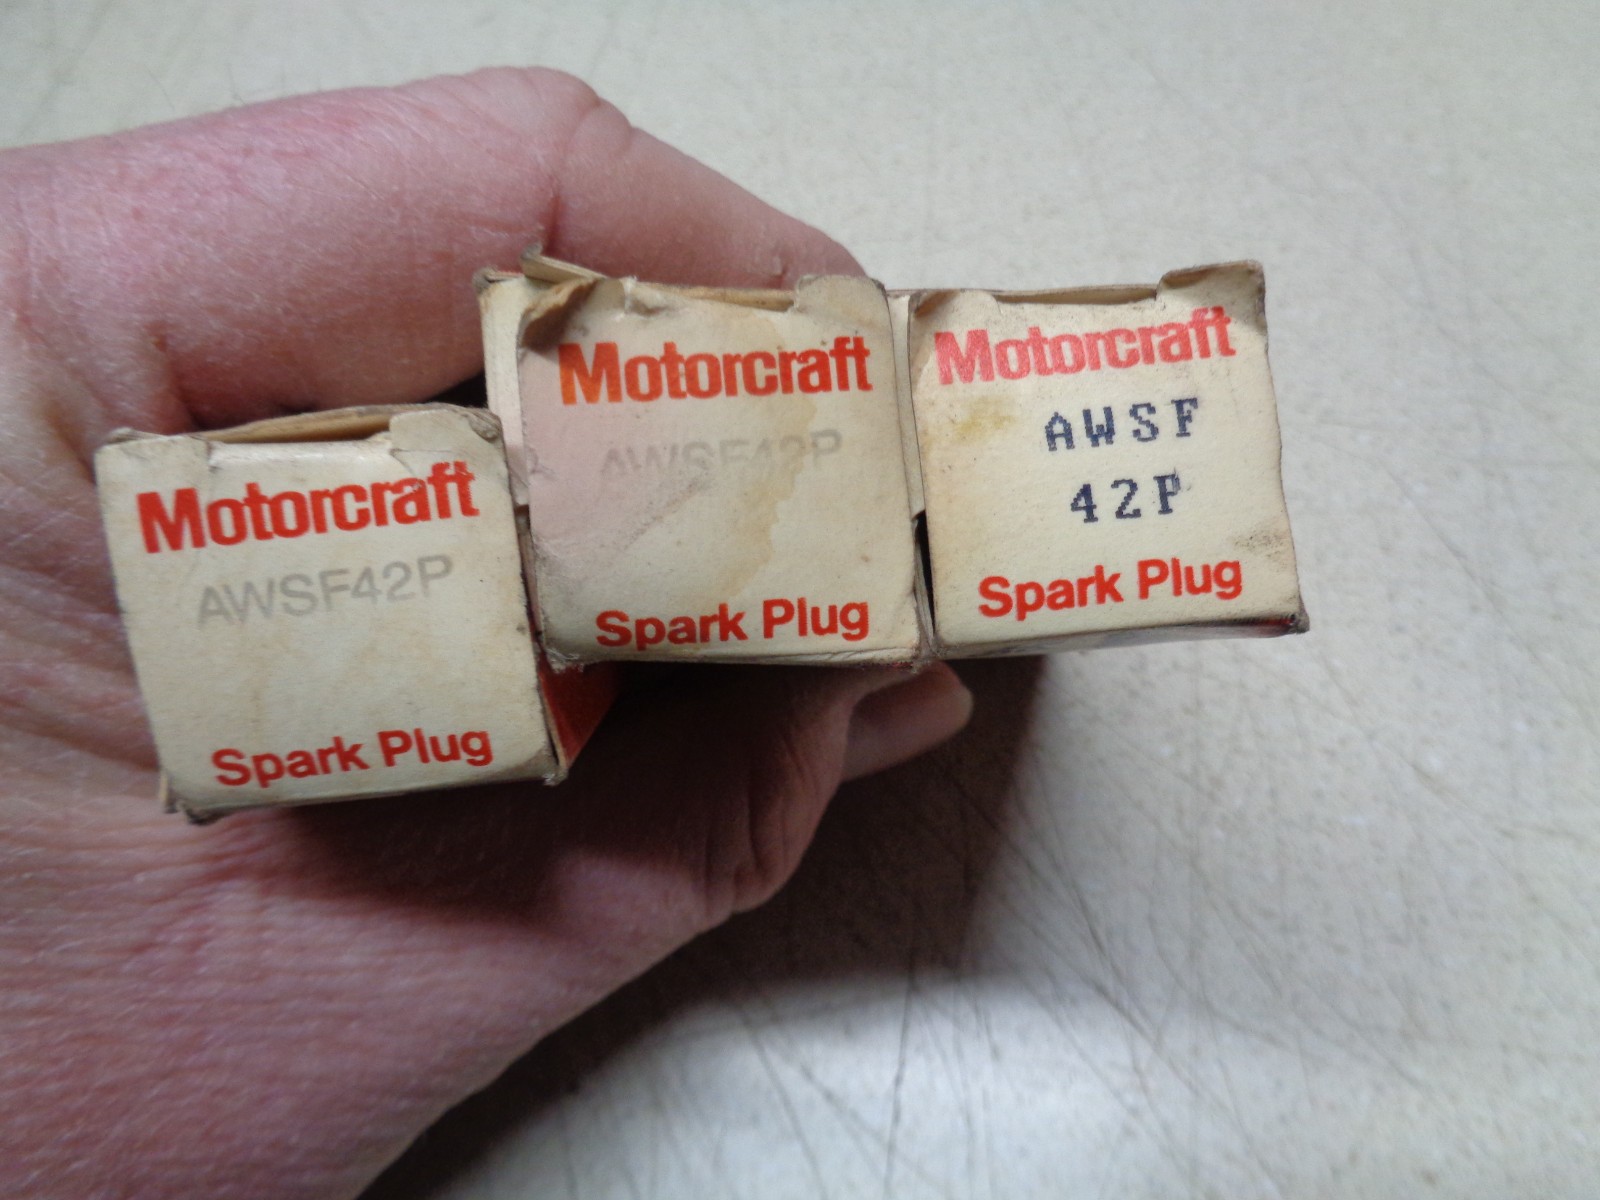 Motorcraft
AWSF42P
Spark Plug
Motorcraft
AWSF42P
Spark Plug
Motorcraft
AWSF
42P
Spark Plug